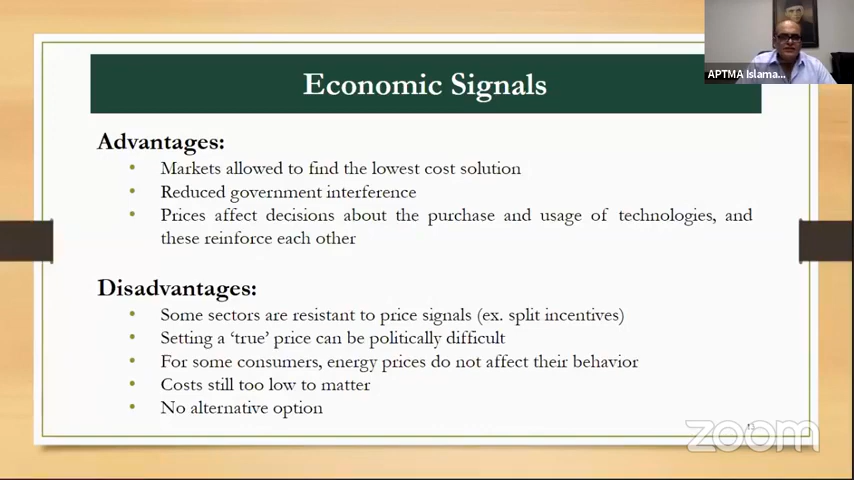 APTMA Islama...
Economic Signals
Advantages:
• Markets allowed to find the lowest cost solution
• Reduced government interference
• Prices affect decisions about the purchase and usage of technologies, and
these reinforce each other
Disadvantages:
• Some sectors are resistant to price signals (ex. split incentives)
• Setting a ‘true’ price can be politically difficult
• For some consumers, energy prices do not affect their behavior
• Costs still too low to matter
• No alternative option
zoom